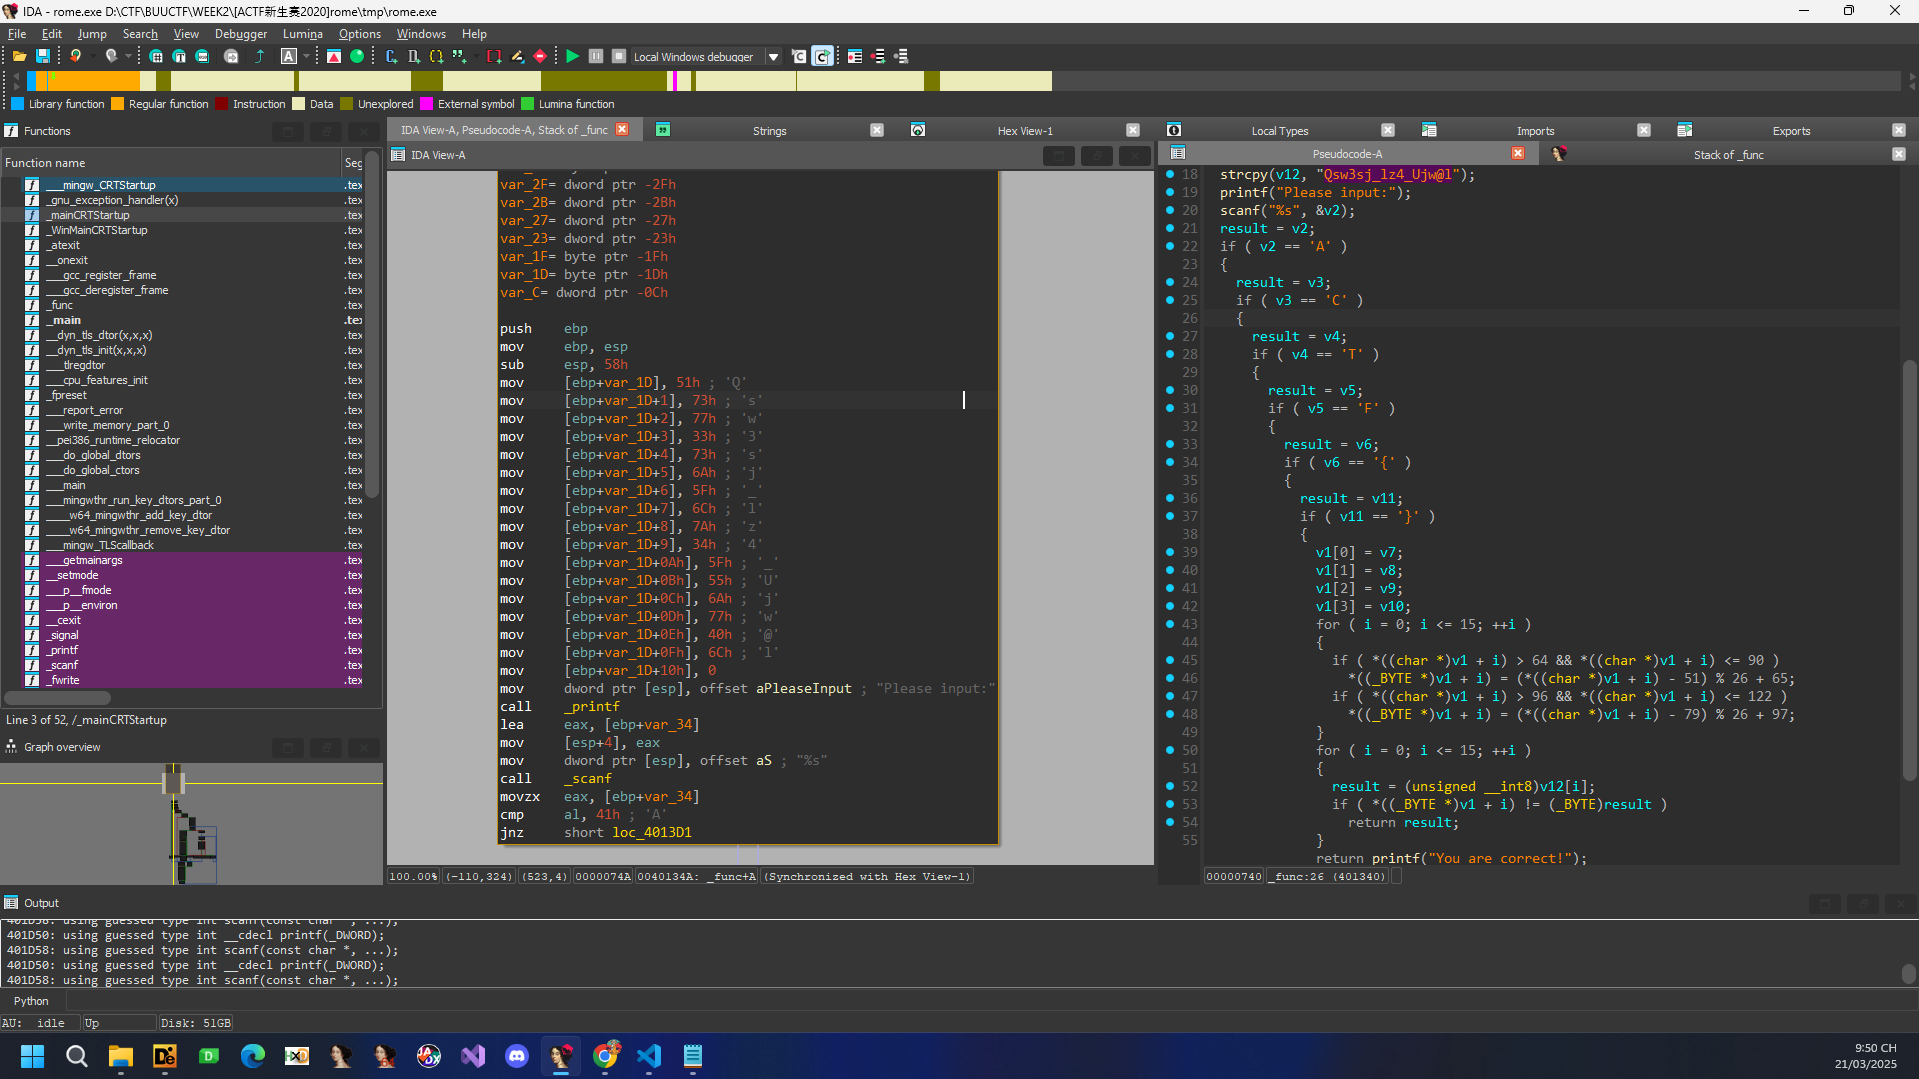 IDA - rome.exe D:\CTF\BUUCTF\WEEK2\[ACTF新生赛2020]rome\tmp\rome.exe
File Edit Jump Search View Debugger Lumina Options Windows Help
Local Windows debugger
Library function Regular function Instruction Data Unexplored External symbol Lumina function
Functions
Function name Seg
___mingw_CRTStartup .tex
_gnu_exception_handler(x) .tex
_mainCRTStartup .tex
_WinMainCRTStartup .tex
_atexit .tex
__onexit .tex
___gcc_register_frame .tex
___gcc_deregister_frame .tex
_func .tex
_main .tex
__dyn_tls_dtor(x,x,x) .tex
__dyn_tls_init(x,x,x) .tex
___tlregdtor .tex
___cpu_features_init .tex
_fpreset .tex
___report_error .tex
___write_memory_part_0 .tex
__pei386_runtime_relocator .tex
___do_global_dtors .tex
___do_global_ctors .tex
___main .tex
___mingwthr_run_key_dtors_part_0 .tex
____w64_mingwthr_add_key_dtor .tex
____w64_mingwthr_remove_key_dtor .tex
___mingw_TLScallback .tex
___getmainargs .tex
__setmode .tex
___p__fmode .tex
___p__environ .tex
__cexit .tex
_signal .tex
_printf .tex
_scanf .tex
_fwrite .tex
Line 3 of 52, /_mainCRTStartup
Graph overview
IDA View-A, Pseudocode-A, Stack of _func
Strings
Hex View-1
Local Types
Imports
Exports
IDA View-A
var_2F= dword ptr -2Fh
var_2B= dword ptr -2Bh
var_27= dword ptr -27h
var_23= dword ptr -23h
var_1F= byte ptr -1Fh
var_1D= byte ptr -1Dh
var_C= dword ptr -0Ch
push ebp
mov ebp, esp
sub esp, 58h
mov [ebp+var_1D], 51h ; 'Q'
mov [ebp+var_1D+1], 73h ; 's'
mov [ebp+var_1D+2], 77h ; 'w'
mov [ebp+var_1D+3], 33h ; '3'
mov [ebp+var_1D+4], 73h ; 's'
mov [ebp+var_1D+5], 6Ah ; 'j'
mov [ebp+var_1D+6], 5Fh ; '_'
mov [ebp+var_1D+7], 6Ch ; 'l'
mov [ebp+var_1D+8], 7Ah ; 'z'
mov [ebp+var_1D+9], 34h ; '4'
mov [ebp+var_1D+0Ah], 5Fh ; '_'
mov [ebp+var_1D+0Bh], 55h ; 'U'
mov [ebp+var_1D+0Ch], 6Ah ; 'j'
mov [ebp+var_1D+0Dh], 77h ; 'w'
mov [ebp+var_1D+0Eh], 40h ; '@'
mov [ebp+var_1D+0Fh], 6Ch ; 'l'
mov [ebp+var_1D+10h], 0
mov dword ptr [esp], offset aPleaseInput ; "Please input:"
call _printf
lea eax, [ebp+var_34]
mov [esp+4], eax
mov dword ptr [esp], offset aS ; "%s"
call _scanf
movzx eax, [ebp+var_34]
cmp al, 41h ; 'A'
jnz short loc_4013D1
100.00% (-110,324) (523,4) 0000074A 0040134A: _func+A (Synchronized with Hex View-1)
Pseudocode-A
Stack of _func
18 strcpy(v12, "Qsw3sj_lz4_Ujw@l");
19 printf("Please input:");
20 scanf("%s", &v2);
21 result = v2;
22 if ( v2 == 'A' )
23 {
24 result = v3;
25 if ( v3 == 'C' )
26 {
27 result = v4;
28 if ( v4 == 'T' )
29 {
30 result = v5;
31 if ( v5 == 'F' )
32 {
33 result = v6;
34 if ( v6 == '{' )
35 {
36 result = v11;
37 if ( v11 == '}' )
38 {
39 v1[0] = v7;
40 v1[1] = v8;
41 v1[2] = v9;
42 v1[3] = v10;
43 for ( i = 0; i <= 15; ++i )
44 {
45 if ( *((char *)v1 + i) > 64 && *((char *)v1 + i) <= 90 )
46 *((_BYTE *)v1 + i) = (*((char *)v1 + i) - 51) % 26 + 65;
47 if ( *((char *)v1 + i) > 96 && *((char *)v1 + i) <= 122 )
48 *((_BYTE *)v1 + i) = (*((char *)v1 + i) - 79) % 26 + 97;
49 }
50 for ( i = 0; i <= 15; ++i )
51 {
52 result = (unsigned __int8)v12[i];
53 if ( *((_BYTE *)v1 + i) != (_BYTE)result )
54 return result;
55 }
return printf("You are correct!");
00000740 _func:26 (401340)
Output
401D58: using guessed type int scanf(const char *, ...);
401D50: using guessed type int __cdecl printf(_DWORD);
401D58: using guessed type int scanf(const char *, ...);
401D50: using guessed type int __cdecl printf(_DWORD);
401D58: using guessed type int scanf(const char *, ...);
Python
AU: idle Up Disk: 51GB
9:50 CH
21/03/2025